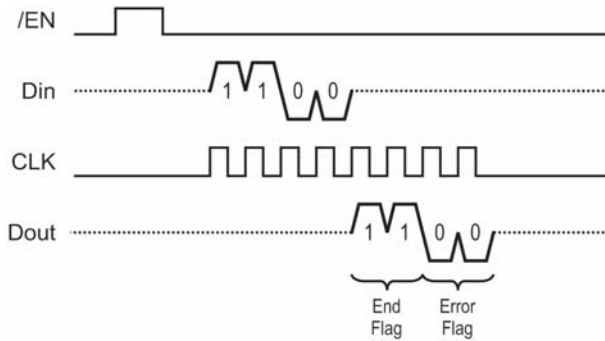 /EN
Din 1 1 0 0
CLK
Dout 1 1 0 0
End Error
Flag Flag